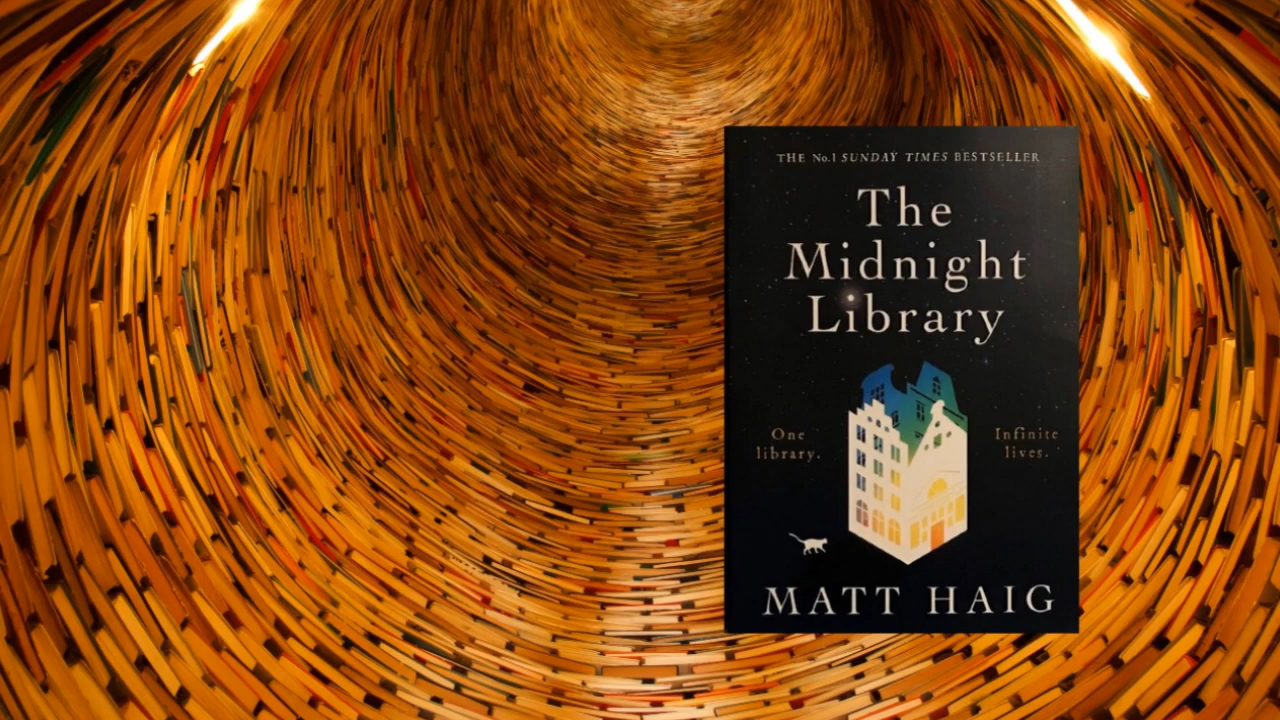 THE No.1 SUNDAY TIMES BESTSELLER
The
Midnight
Library
One
library.
Infinite
lives.
MATT HAIG